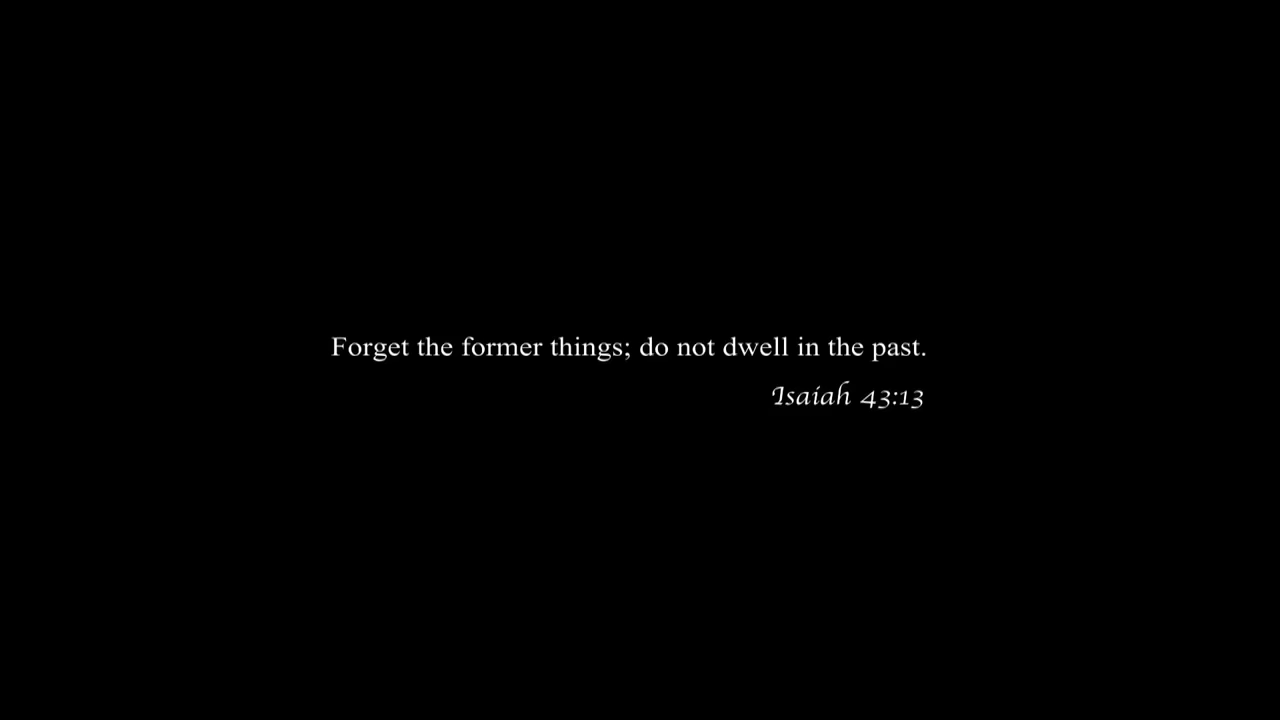 Forget the former things; do not dwell in the past.
Isaiah 43:13